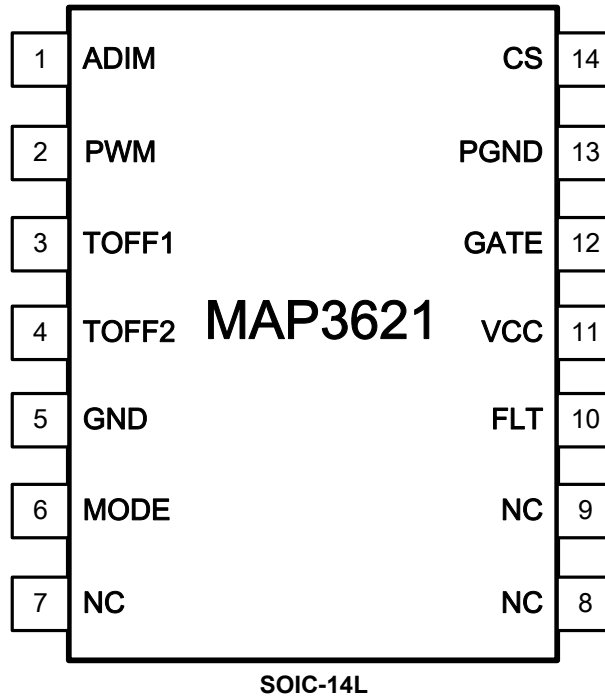 1 ADIM CS 14
2 PWM PGND 13
3 TOFF1 GATE 12
4 TOFF2 MAP3621 VCC 11
5 GND FLT 10
6 MODE NC 9
7 NC NC 8
SOIC-14L